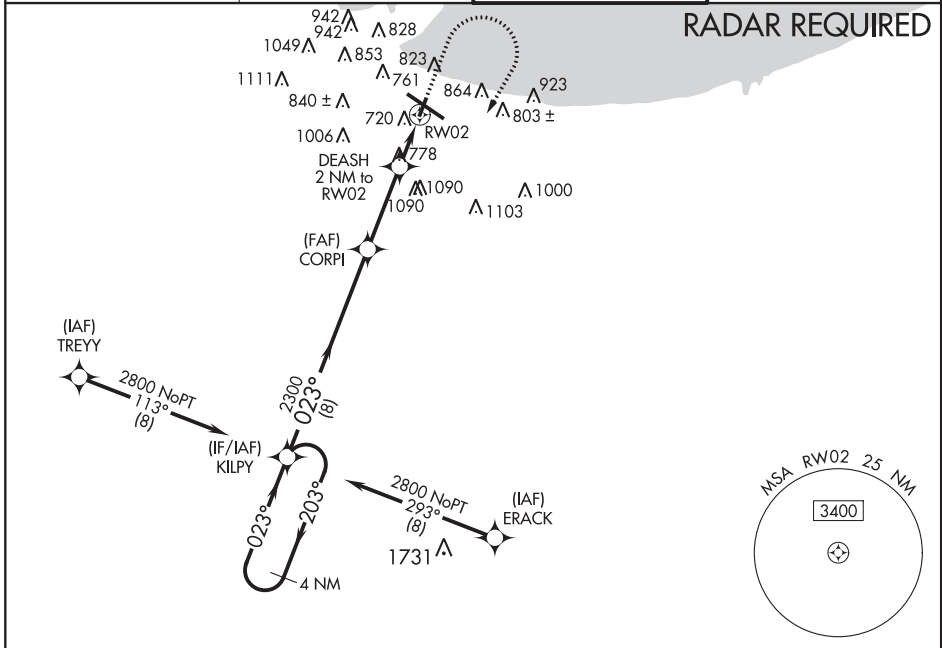 RADAR REQUIRED
942
942
828
1049
853
823
761
1111
864
923
840 ±
803 ±
720
RW02
1006
778
DEASH
2 NM to
RW02
1090
1090
1000
1103
(FAF)
CORPI
(IAF)
TREYY
2800 NoPT
113°
(8)
2300
023°
(8)
(IF/IAF)
KILPY
023°
203°
4 NM
2800 NoPT
293°
(8)
(IAF)
ERACK
1731
MSA RW02 25 NM
3400